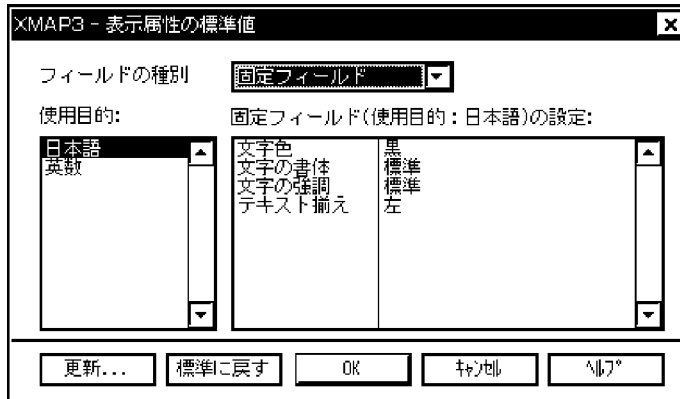 XMAP3 - 表示属性の標準値
フィールドの種別 固定フィールド
使用目的: 固定フィールド(使用目的：日本語)の設定:
日本語 文字色 黒
英数 文字の書体 標準
文字の強調 標準
テキスト揃え 左
更新... 標準に戻す OK ｷｬﾝｾﾙ ﾍﾙﾌﾟ